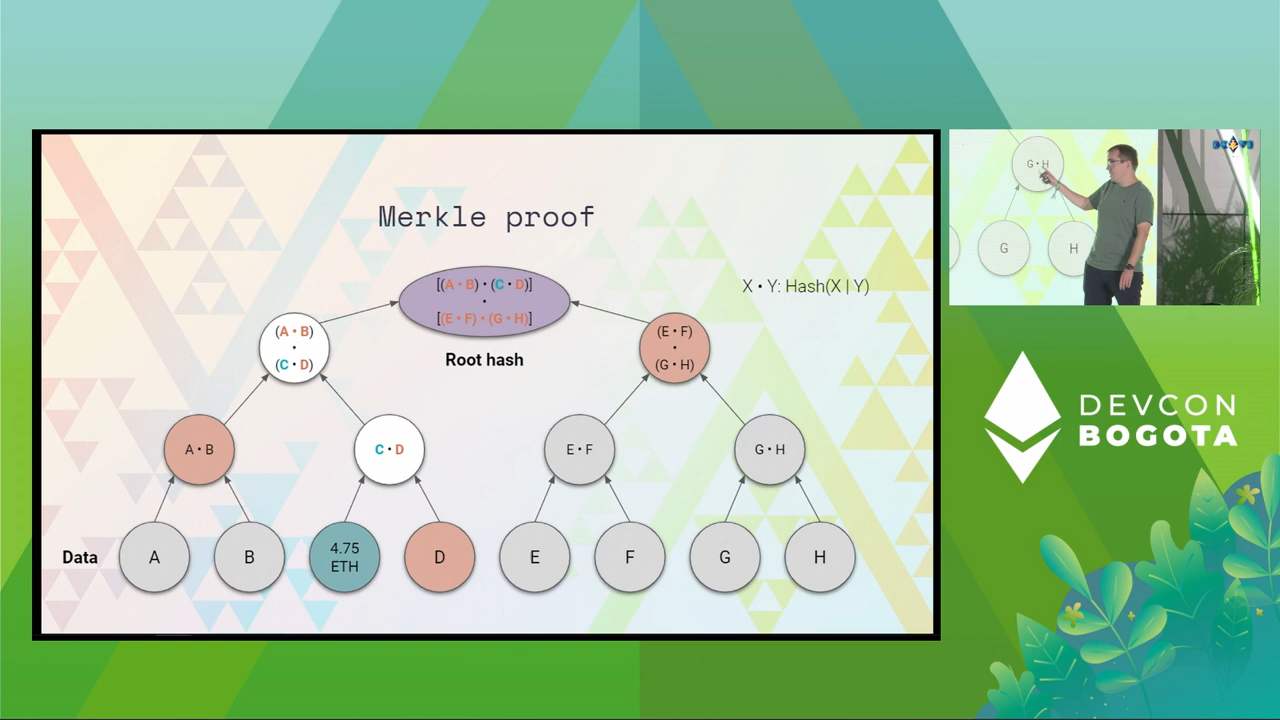 Merkle proof
[(A • B) • (C • D)]
•
[(E • F) • (G • H)]
Root hash
X • Y: Hash(X | Y)
(A • B)
•
(C • D)
(E • F)
•
(G • H)
A • B
C • D
E • F
G • H
Data
A
B
4.75
ETH
D
E
F
G
H
G • H
G
H
DEVCON
BOGOTA